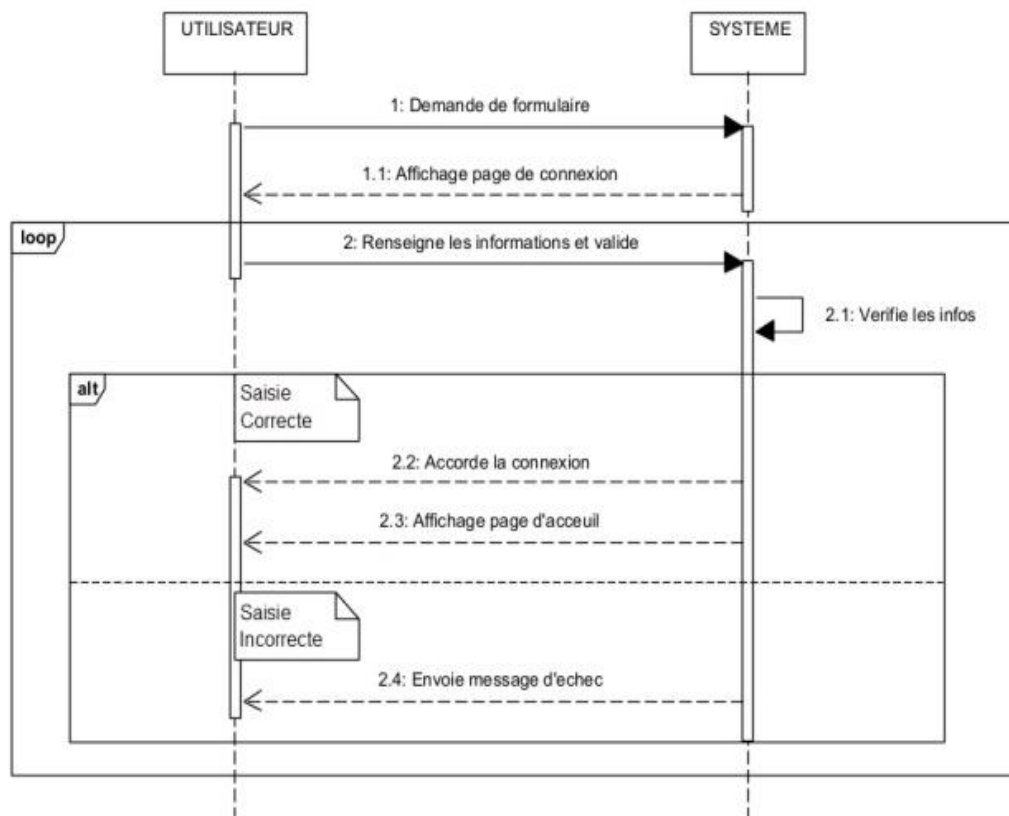 UTILISATEUR
SYSTEME
1: Demande de formulaire
1.1: Affichage page de connexion
loop
2: Renseigne les informations et valide
2.1: Verifie les infos
alt
Saisie
Correcte
2.2: Accorde la connexion
2.3: Affichage page d'acceuil
Saisie
Incorrecte
2.4: Envoie message d'echec